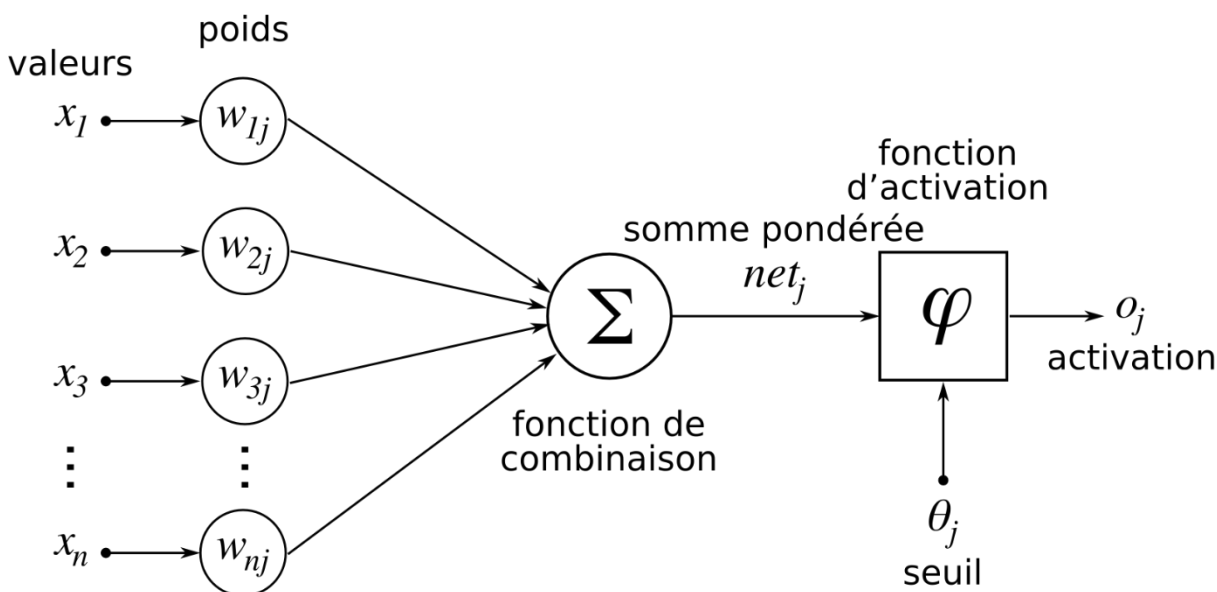 poids
valeurs
x₁
w₁ⱼ
x₂
w₂ⱼ
x₃
w₃ⱼ
⋮
⋮
xₙ
wₙⱼ
Σ
fonction de
combinaison
somme pondérée
netⱼ
fonction
d’activation
φ
oⱼ
activation
θⱼ
seuil